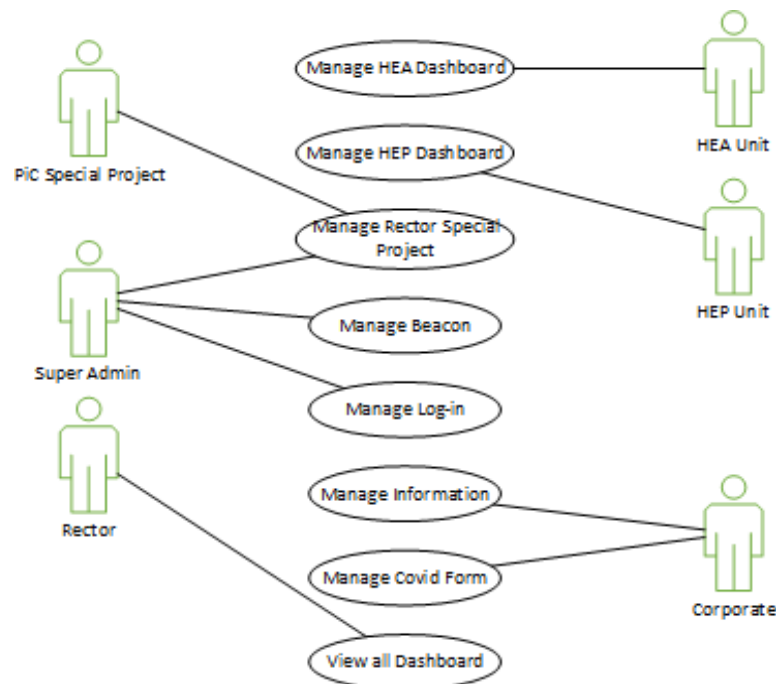 Manage HEA Dashboard
HEA Unit
PiC Special Project
Manage HEP Dashboard
Manage Rector Special
Project
HEP Unit
Super Admin
Manage Beacon
Manage Log-in
Rector
Manage Information
Manage Covid Form
Corporate
View all Dashboard